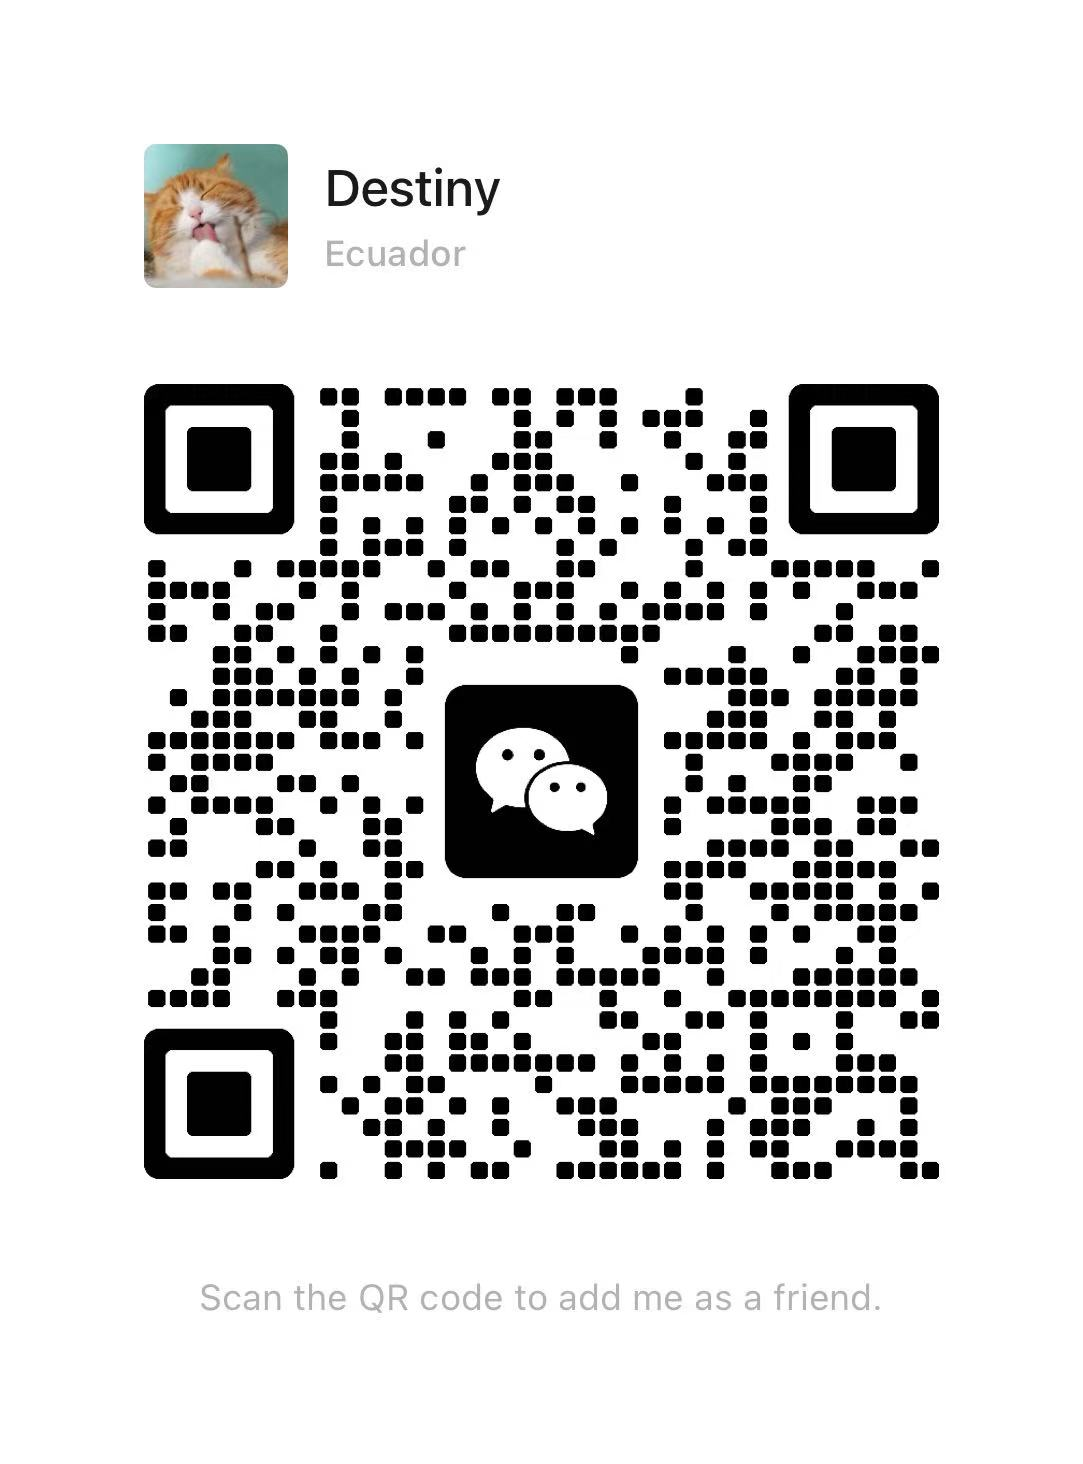 Destiny
Ecuador
Scan the QR code to add me as a friend.